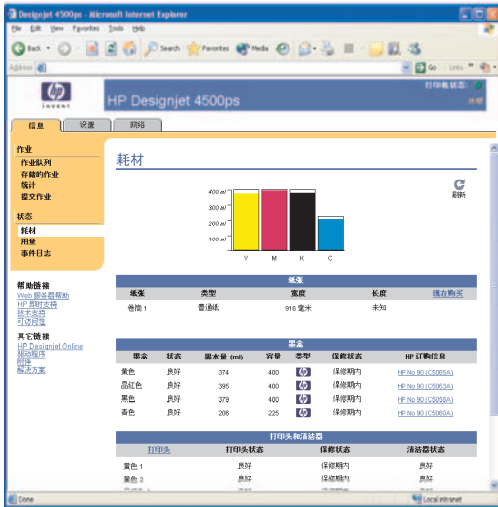 Designjet 4500ps - Microsoft Internet Explorer
File Edit View Favorites Tools Help
Back Search Favorites Media
Address Go Links
hp
invent
HP Designjet 4500ps
打印机状态:
信息 设置 网络
作业
作业队列
存储的作业
统计
提交作业
状态
耗材
用量
事件日志
帮助链接
Web 服务器帮助
HP 即时支持
技术支持
可访问性
其它链接
HP Designjet Online
驱动程序
解决方案
耗材
刷新
400 ml
300 ml
200 ml
100 ml
Y M K C
纸张
纸张 类型 宽度 长度 现在购买
卷筒 1 普通纸 916 毫米 未知
墨盒
墨盒 状态 墨水量 (ml) 容量 类型 保修状态 HP 订购信息
黄色 良好 374 400 hp 保修期内 HP No 90 (C5065A)
品红色 良好 395 400 hp 保修期内 HP No 90 (C5063A)
黑色 良好 379 400 hp 保修期内 HP No 90 (C5058A)
青色 良好 206 225 hp 保修期内 HP No 90 (C5060A)
打印头和清洁器
打印头 打印头状态 保修状态 清洁器状态
黄色 1 良好 保修期内 良好
黄色 2 良好 保修期内 良好
Done Local intranet